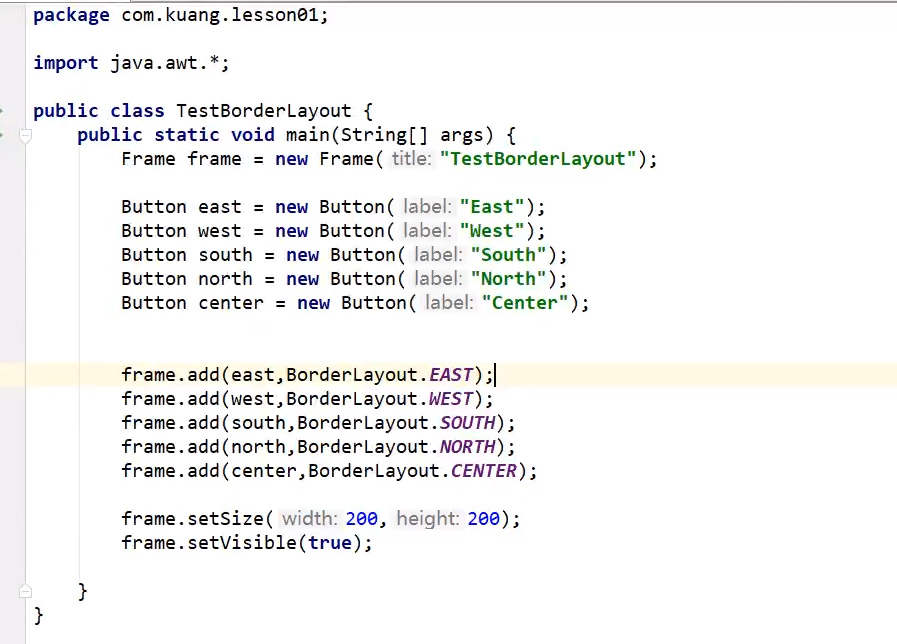 package com.kuang.lesson01;
import java.awt.*;
public class TestBorderLayout {
public static void main(String[] args) {
Frame frame = new Frame( title: "TestBorderLayout");
Button east = new Button( label: "East");
Button west = new Button( label: "West");
Button south = new Button( label: "South");
Button north = new Button( label: "North");
Button center = new Button( label: "Center");
frame.add(east,BorderLayout.EAST);
frame.add(west,BorderLayout.WEST);
frame.add(south,BorderLayout.SOUTH);
frame.add(north,BorderLayout.NORTH);
frame.add(center,BorderLayout.CENTER);
frame.setSize( width: 200, height: 200);
frame.setVisible(true);
}
}